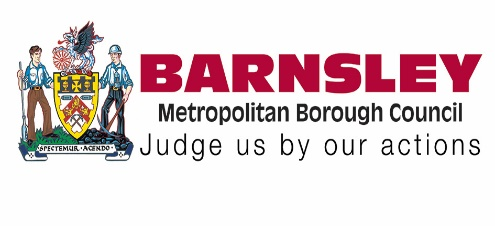 BARNSLEY
Metropolitan Borough Council
Judge us by our actions
SPECTEMUR · AGENDO